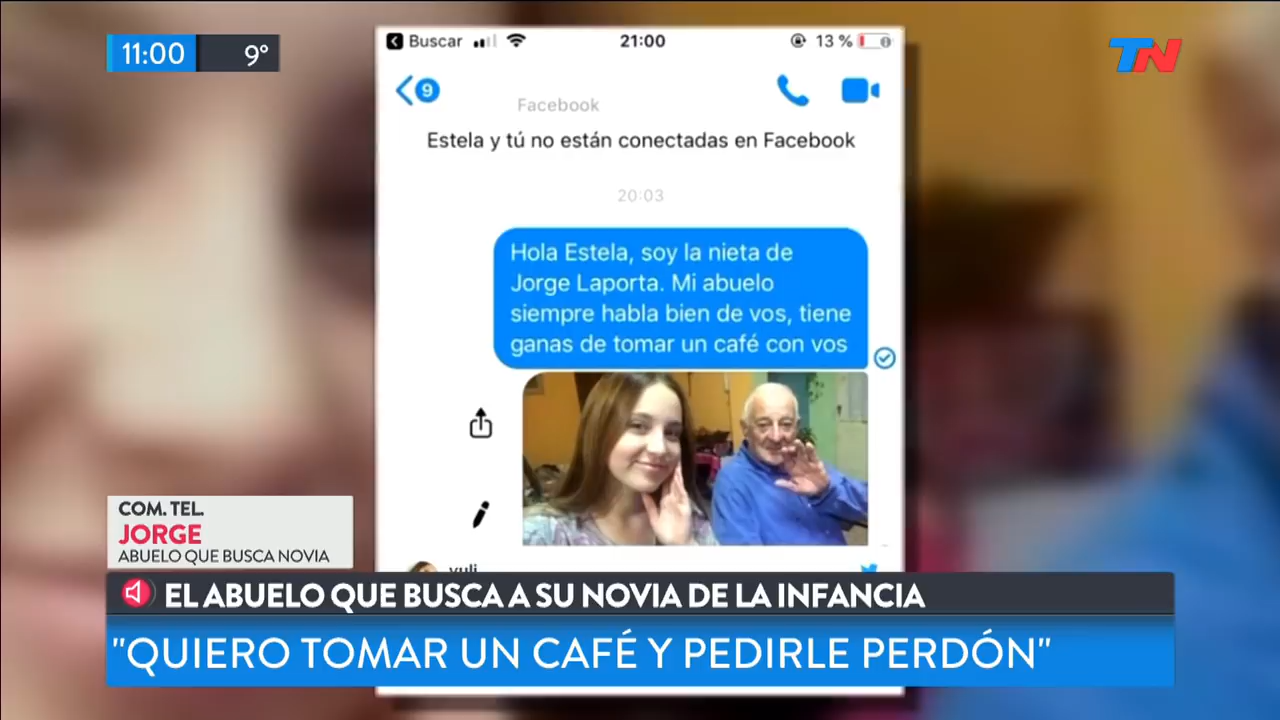 11:00
9°
TN
Buscar
21:00
13 %
9
Facebook
Estela y tú no están conectadas en Facebook
20:03
Hola Estela, soy la nieta de
Jorge Laporta. Mi abuelo
siempre habla bien de vos, tiene
ganas de tomar un café con vos
yuli
COM. TEL.
JORGE
ABUELO QUE BUSCA NOVIA
EL ABUELO QUE BUSCA A SU NOVIA DE LA INFANCIA
"QUIERO TOMAR UN CAFÉ Y PEDIRLE PERDÓN"